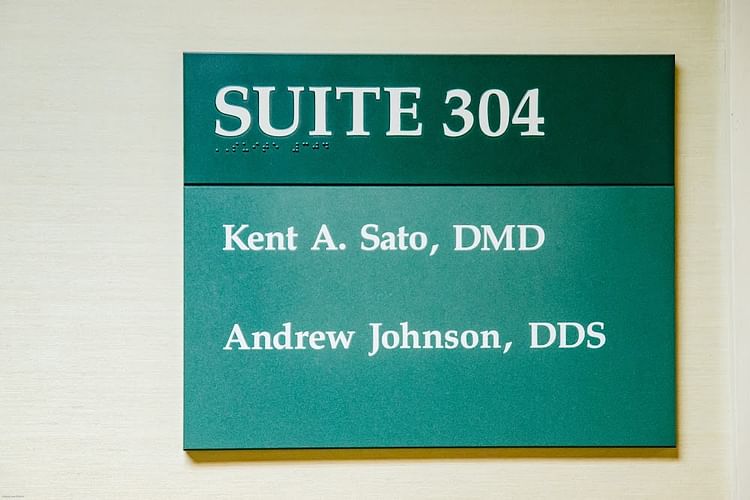 SUITE 304
⠠⠠⠎⠥⠊⠞⠑ ⠼⠉⠚⠙
Kent A. Sato, DMD
Andrew Johnson, DDS